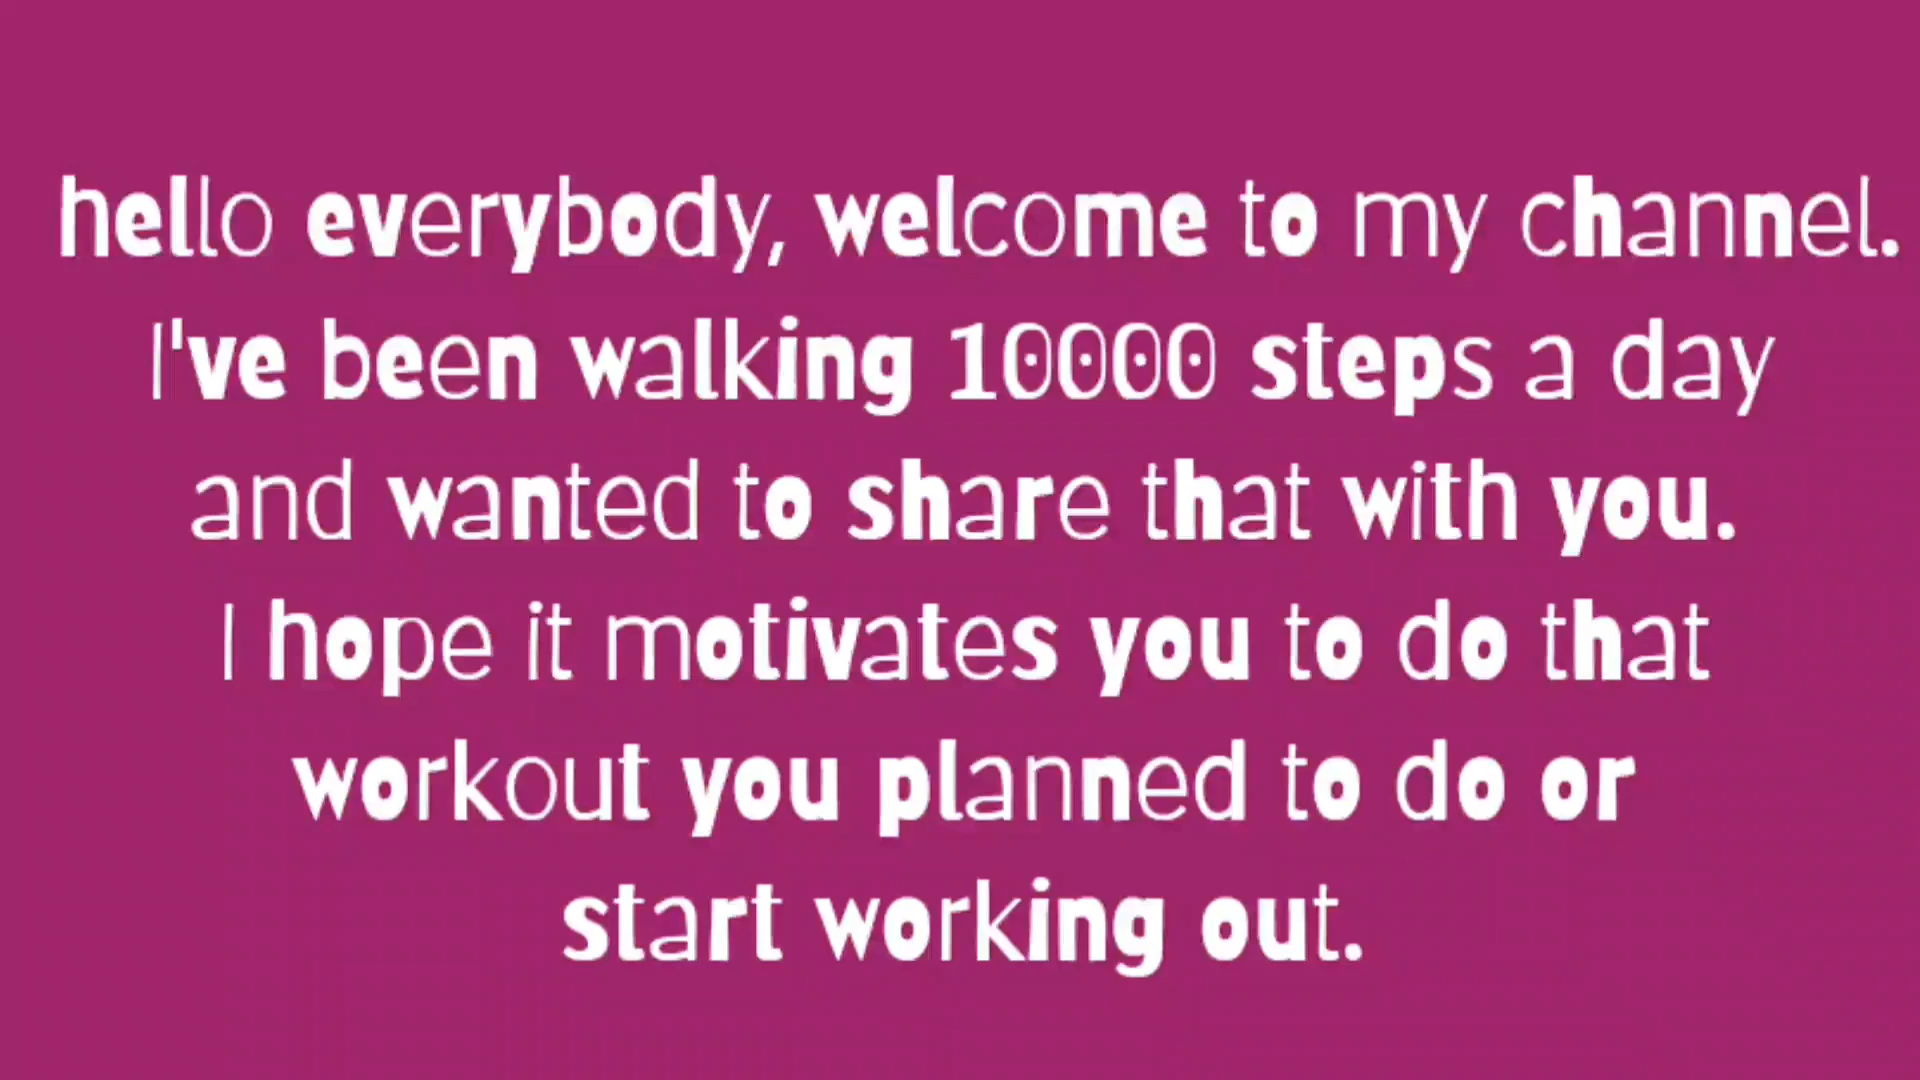 hello everybody, welcome to my channel.
I've been walking 10000 steps a day
and wanted to share that with you.
I hope it motivates you to do that
workout you planned to do or
start working out.